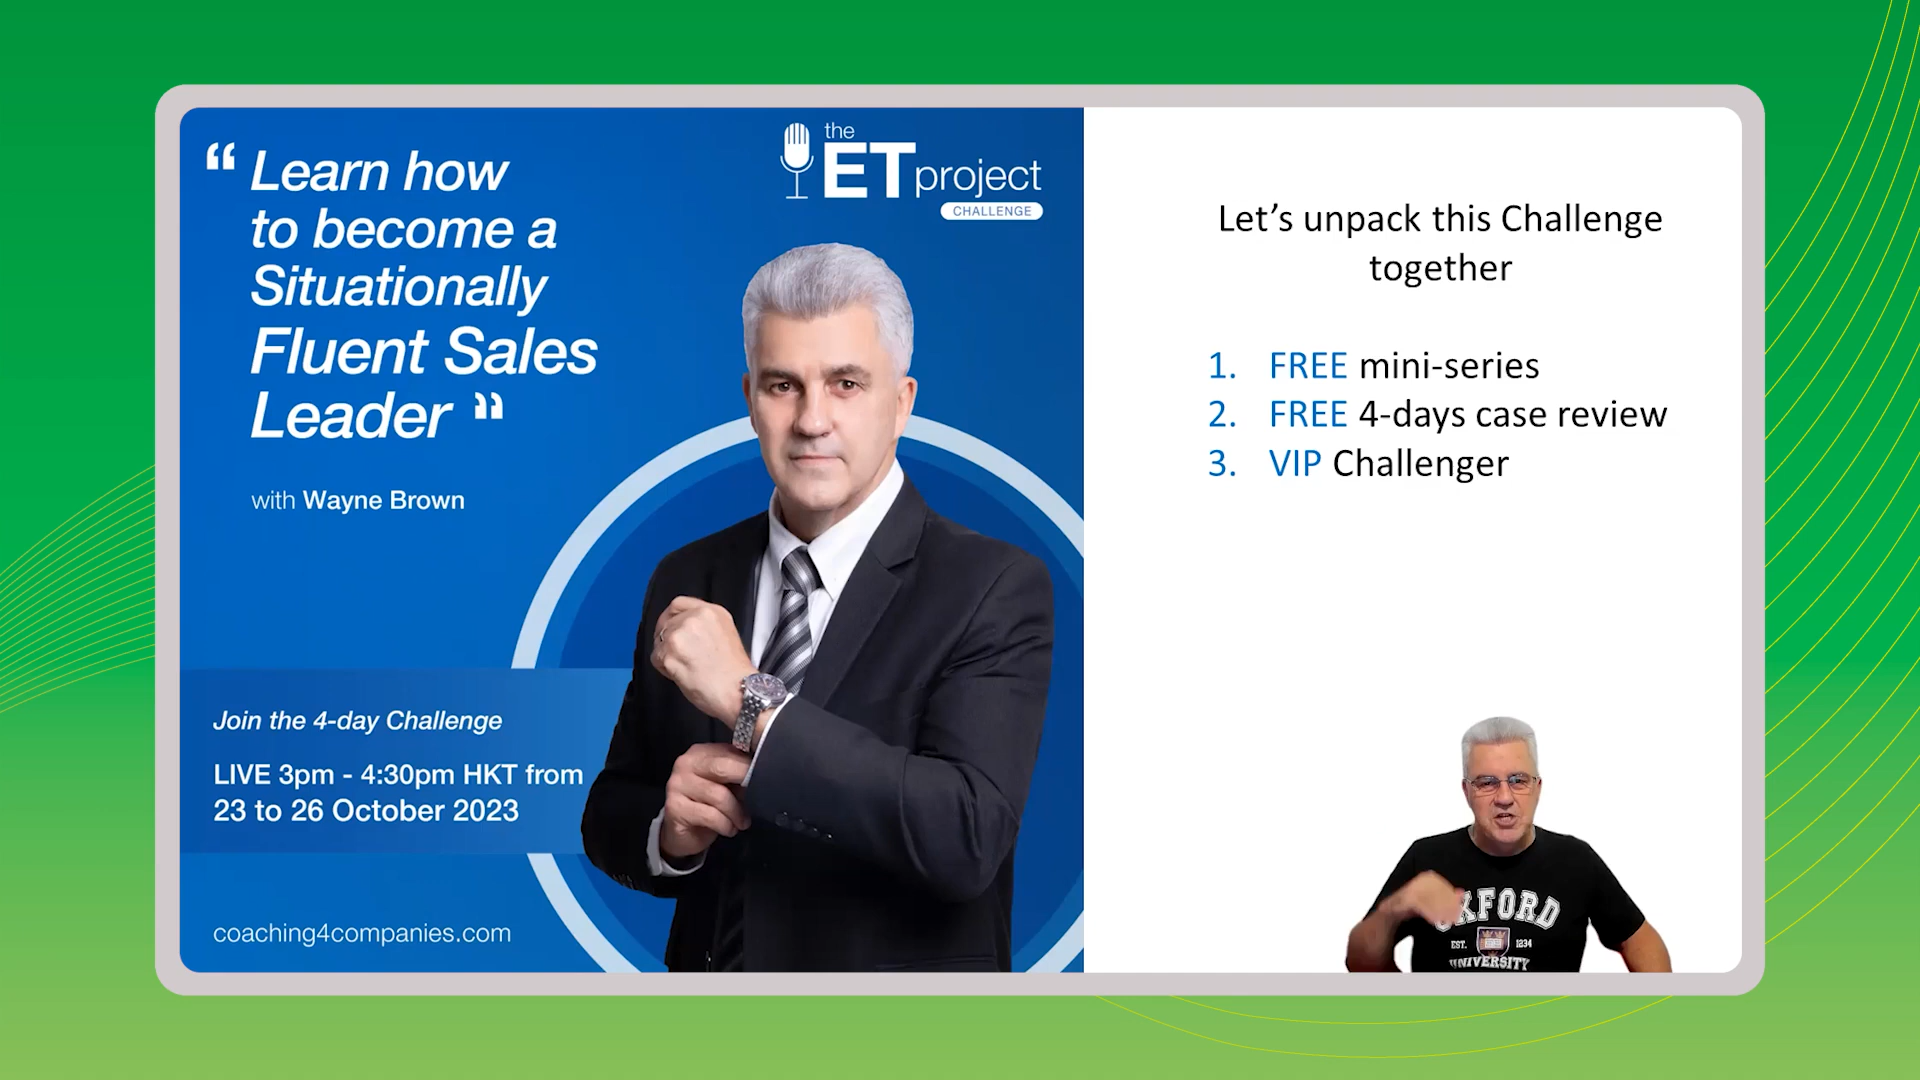 “ Learn how
to become a
Situationally
Fluent Sales
Leader ”
with Wayne Brown
the
ET project
CHALLENGE
Join the 4-day Challenge
LIVE 3pm - 4:30pm HKT from
23 to 26 October 2023
coaching4companies.com
Let’s unpack this Challenge
together
1. FREE mini-series
2. FREE 4-days case review
3. VIP Challenger
OXFORD
EST. 1234
UNIVERSITY